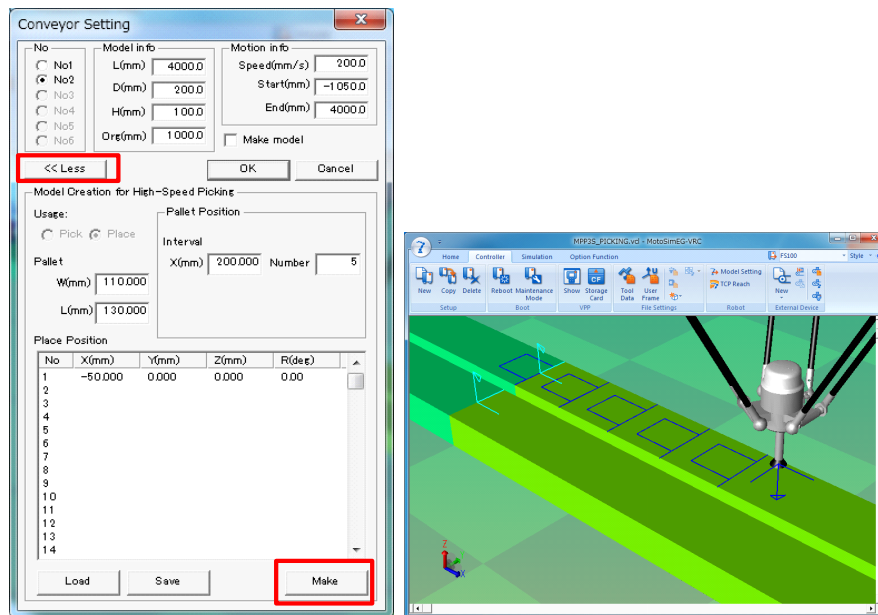 Conveyor Setting
No
No1
No2
No3
No4
No5
No6
Model info
L(mm) 4000.0
D(mm) 200.0
H(mm) 100.0
Org(mm) 1000.0
Motion info
Speed(mm/s) 200.0
Start(mm) -1050.0
End(mm) 4000.0
Make model
<< Less
OK
Cancel
Model Creation for High-Speed Picking
Usage:
Pick Place
Pallet
W(mm) 110.000
L(mm) 130.000
Pallet Position
Interval
X(mm) 200.000 Number 5
Place Position
No X(mm) Y(mm) Z(mm) R(deg)
1 -50.000 0.000 0.000 0.00
2
3
4
5
6
7
8
9
10
11
12
13
14
Load
Save
Make
MPP3S_PICKING.vcl - MotoSimEG-VRC
Home Controller Simulation Option Function
FS100
Style
New Copy Delete
Setup
Reboot Maintenance Mode
Boot
Show Storage Card
VPP
Tool Data User Frame
File Settings
Model Setting
TCP Reach
Robot
New
External Device
Z
X